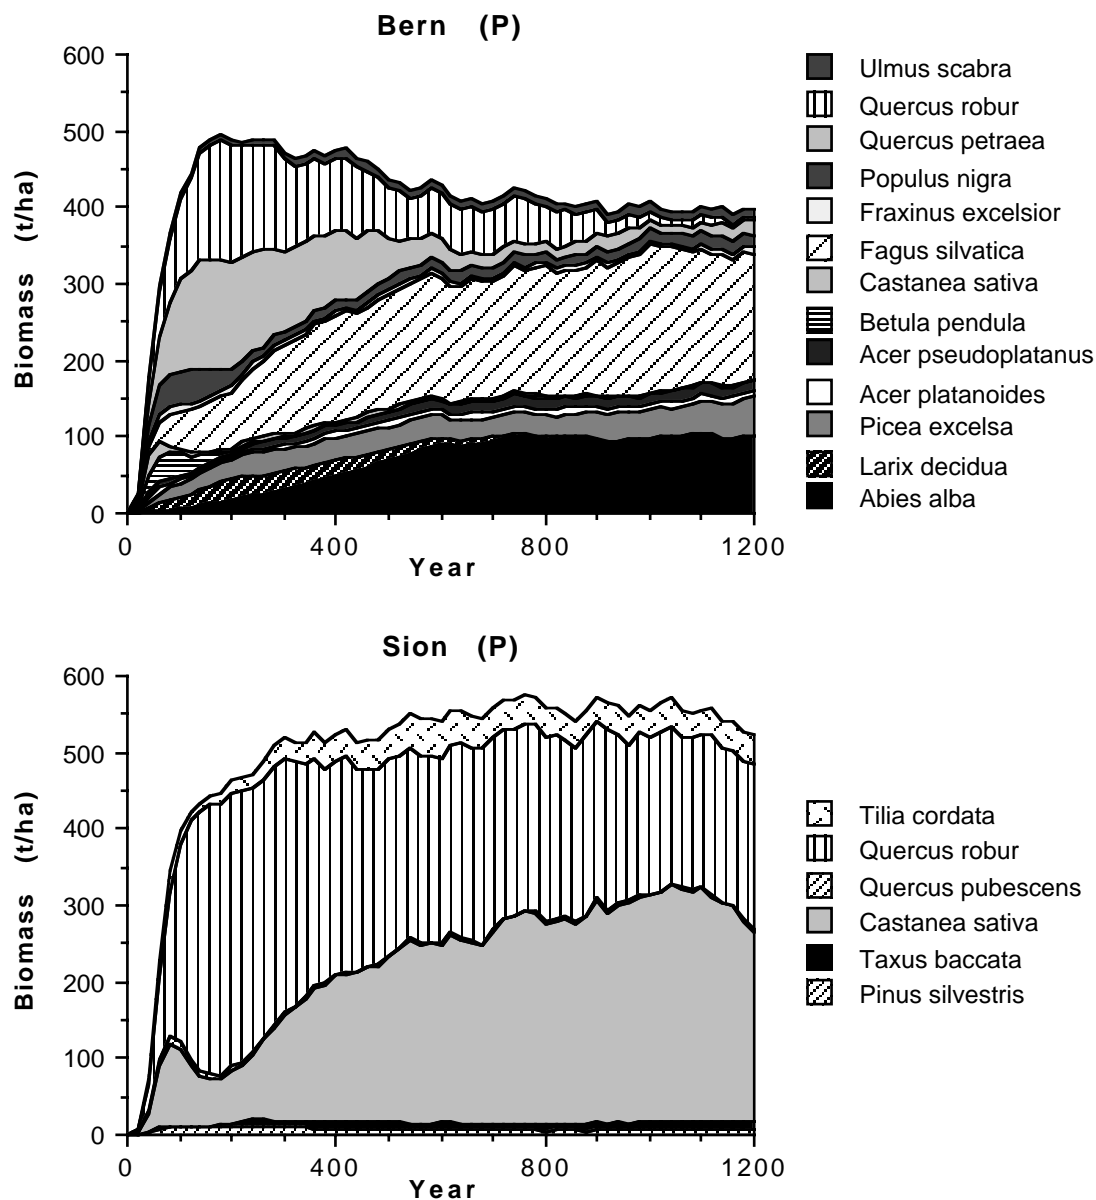 Bern (P)
600
500
400
300
200
100
0
Biomass (t/ha)
0 400 800 1200
Year
Ulmus scabra
Quercus robur
Quercus petraea
Populus nigra
Fraxinus excelsior
Fagus silvatica
Castanea sativa
Betula pendula
Acer pseudoplatanus
Acer platanoides
Picea excelsa
Larix decidua
Abies alba
Sion (P)
600
500
400
300
200
100
0
Biomass (t/ha)
0 400 800 1200
Year
Tilia cordata
Quercus robur
Quercus pubescens
Castanea sativa
Taxus baccata
Pinus silvestris